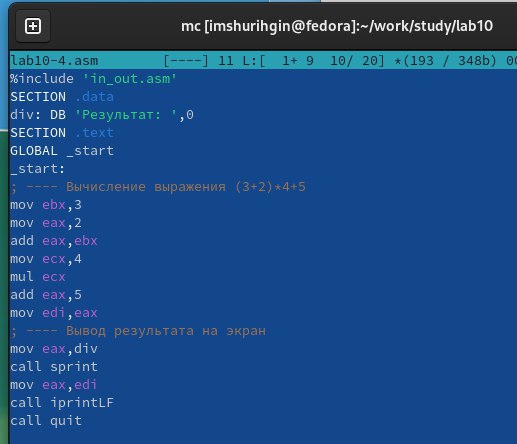 mc [imshurihgin@fedora]:~/work/study/lab10
lab10-4.asm [----] 11 L:[ 1+ 9 10/ 20] *(193 / 348b)
%include 'in_out.asm'
SECTION .data
div: DB 'Результат: ',0
SECTION .text
GLOBAL _start
_start:
; ---- Вычисление выражения (3+2)*4+5
mov ebx,3
mov eax,2
add eax,ebx
mov ecx,4
mul ecx
add eax,5
mov edi,eax
; ---- Вывод результата на экран
mov eax,div
call sprint
mov eax,edi
call iprintLF
call quit